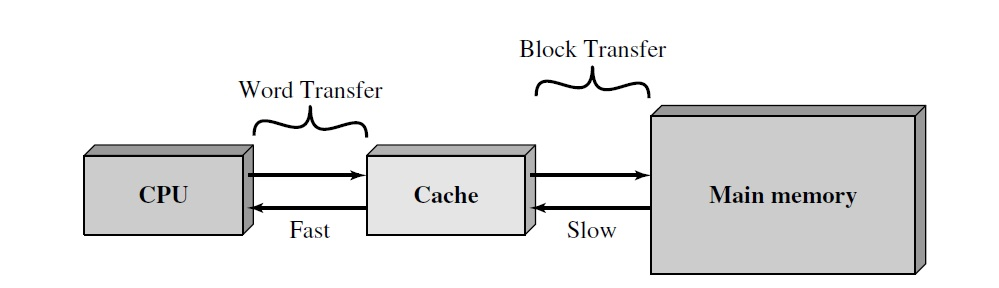 Block Transfer
Word Transfer
CPU
Cache
Main memory
Fast
Slow